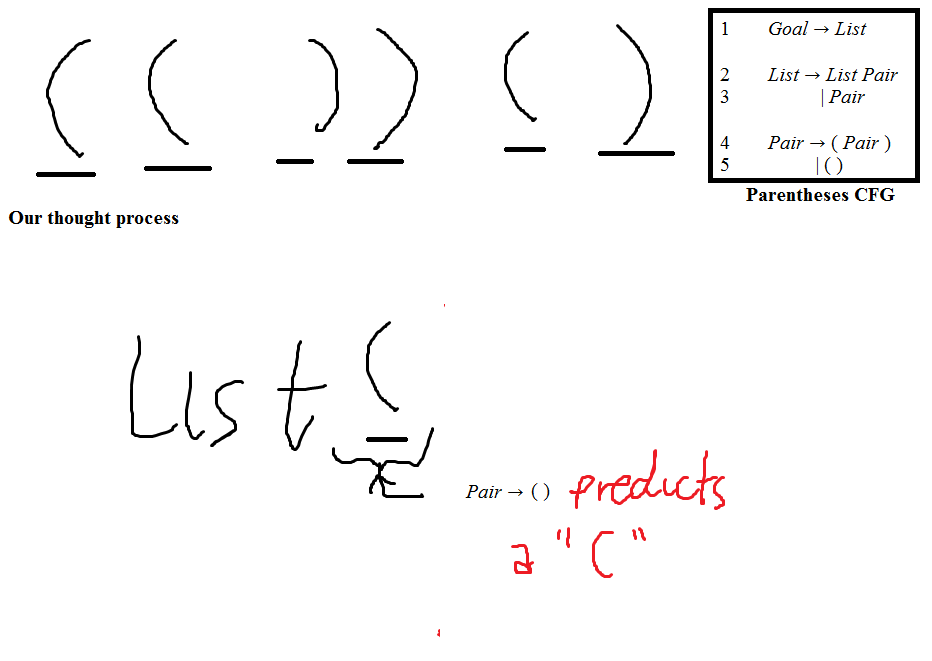 ( ( ) ) ( )
1 Goal → List
2 List → List Pair
3 | Pair
4 Pair → ( Pair )
5 | ( )
Parentheses CFG
Our thought process
List (
Pair → ( ) predicts
a "("